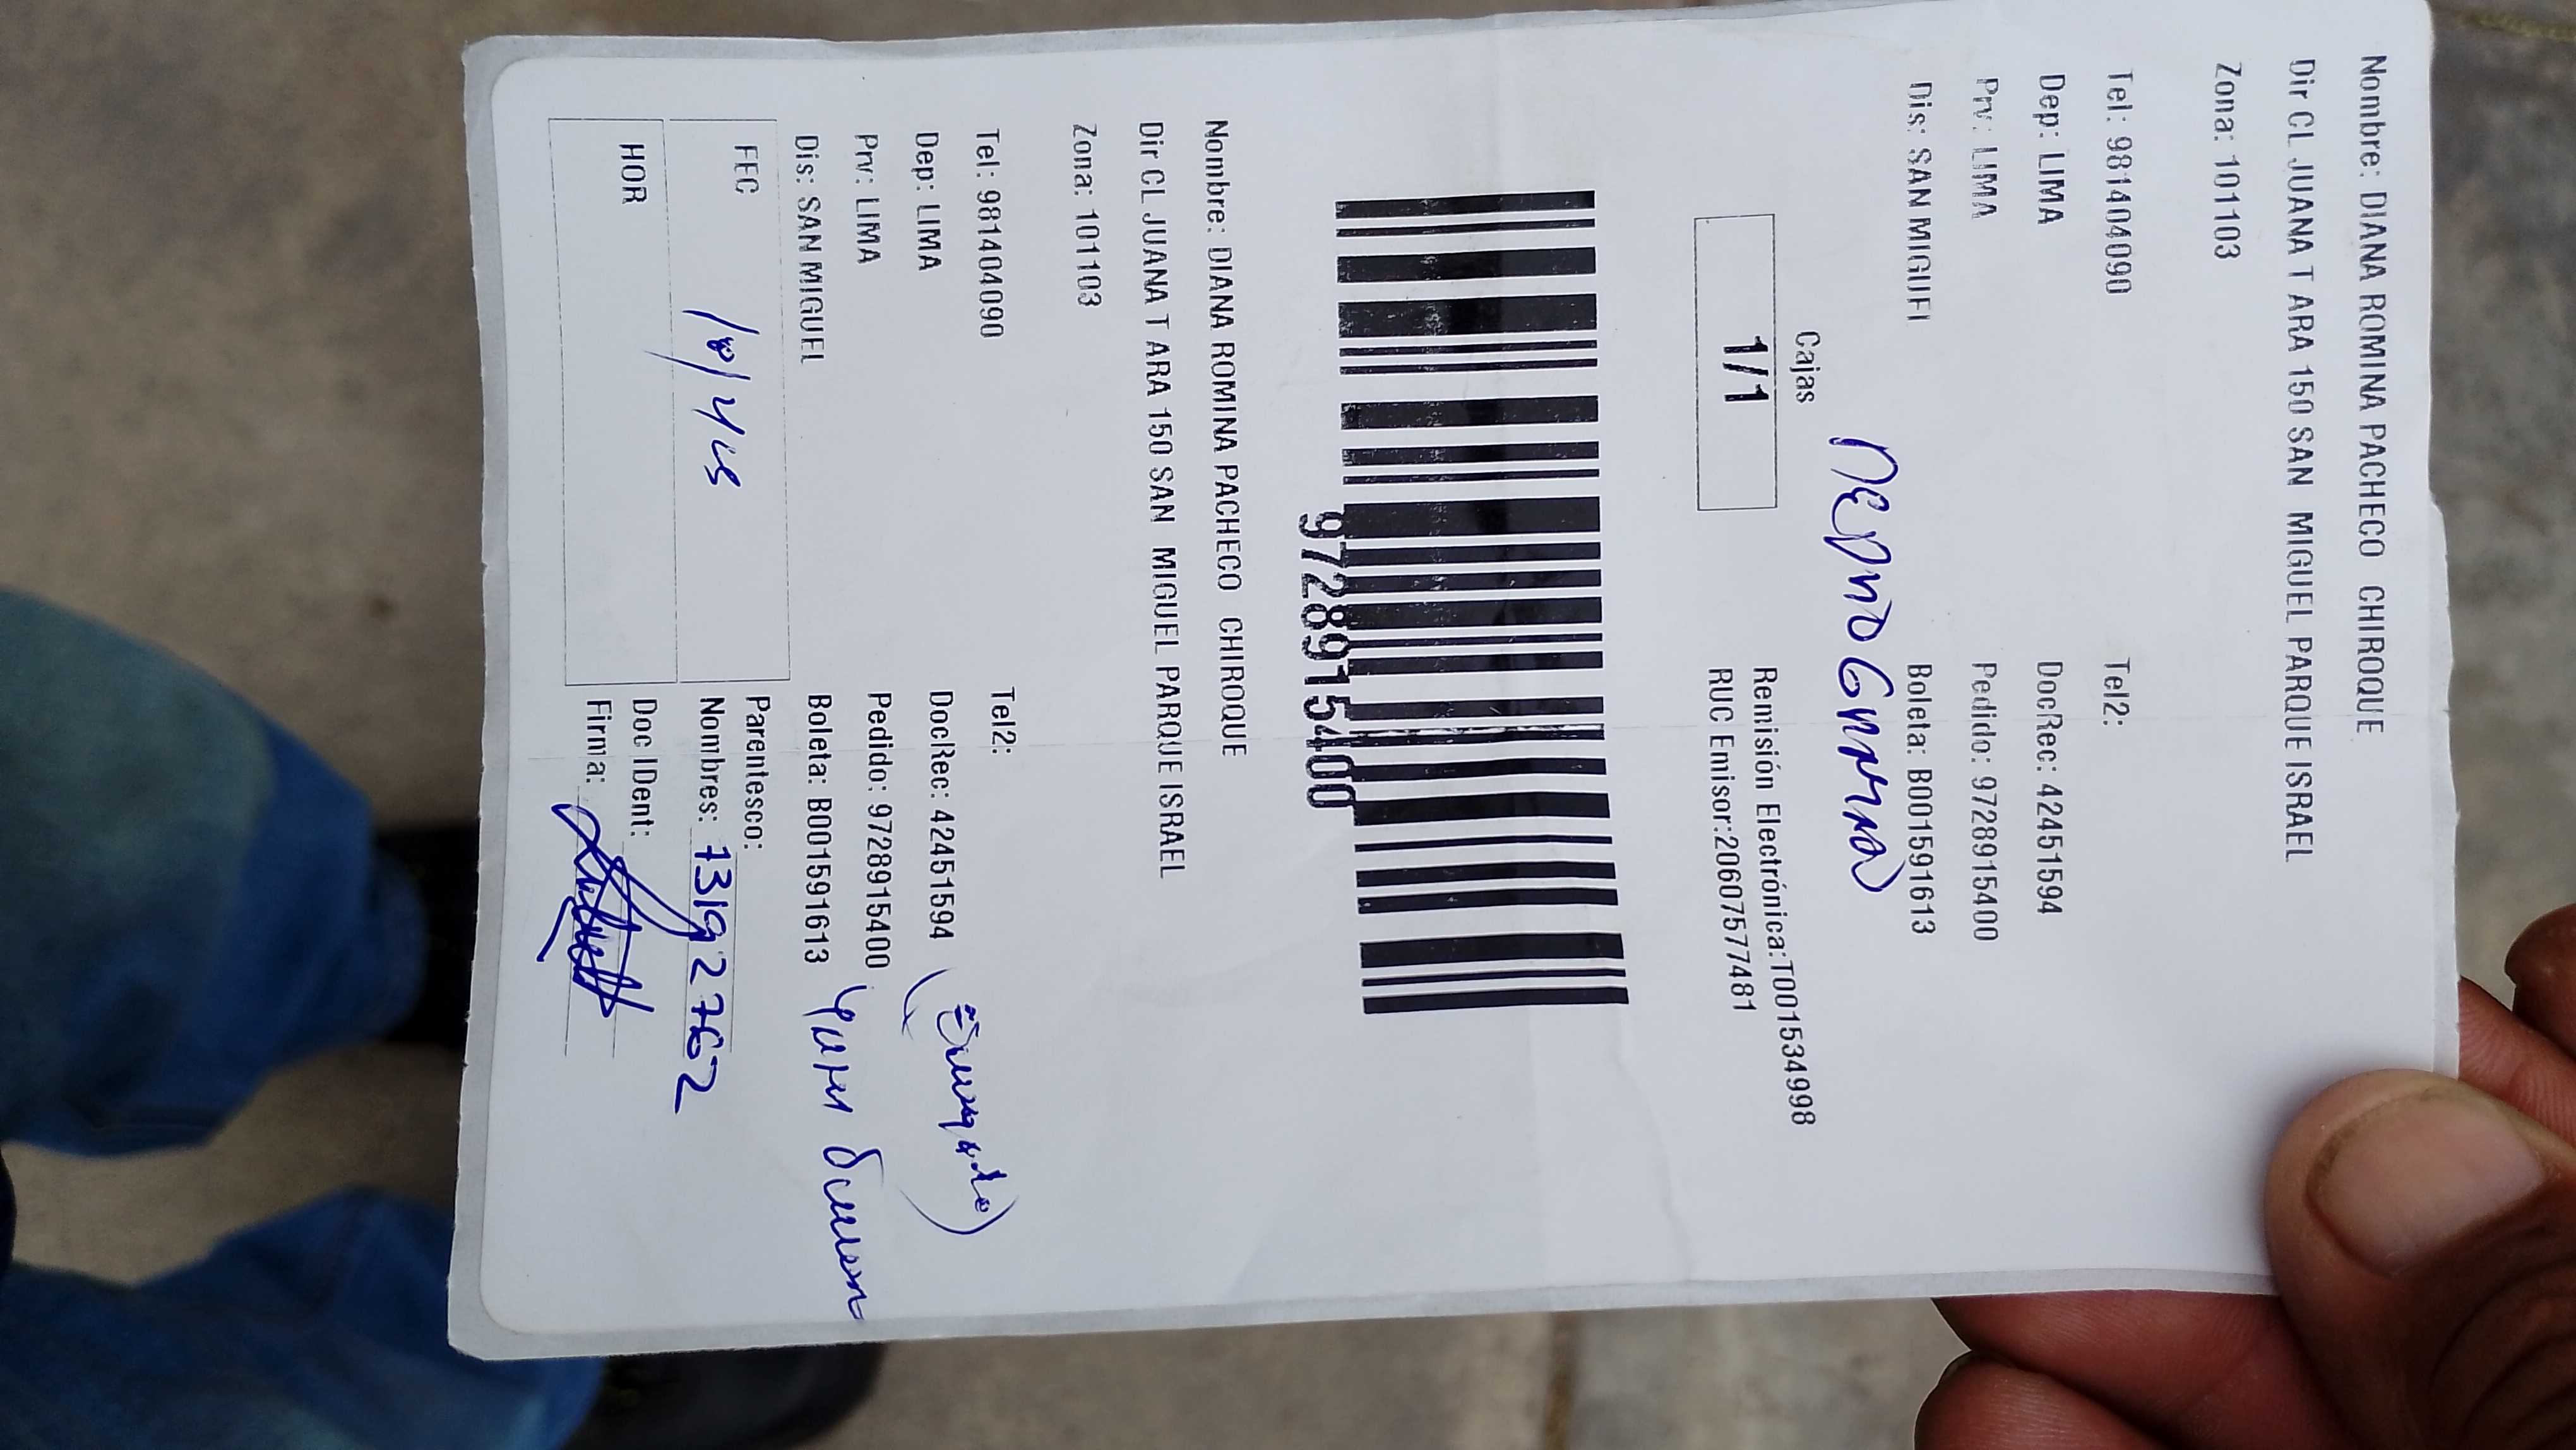 Nombre: DIANA ROMINA PACHECO CHIROQUE
Dir CL JUANA T ARA 150 SAN MIGUEL PARQUE ISRAEL
Zona: 101103
Tel: 981404090 Tel2:
Dep: LIMA DocRec: 42451594
Prv: LIMA Pedido: 9728915400
Dis: SAN MIGUEL Boleta: B001591613
Cajas
1/1
Remisión Electrónica:T001534998
RUC Emisor:20607577481
9728915400
Nombre: DIANA ROMINA PACHECO CHIROQUE
Dir CL JUANA T ARA 150 SAN MIGUEL PARQUE ISRAEL
Zona: 101103
Tel: 981404090 Tel2:
Dep: LIMA DocRec: 42451594
Prv: LIMA Pedido: 9728915400
Dis: SAN MIGUEL Boleta: B001591613
FEC Parentesco:
Nombres: 73192762
HOR Doc IDent:
Firma: